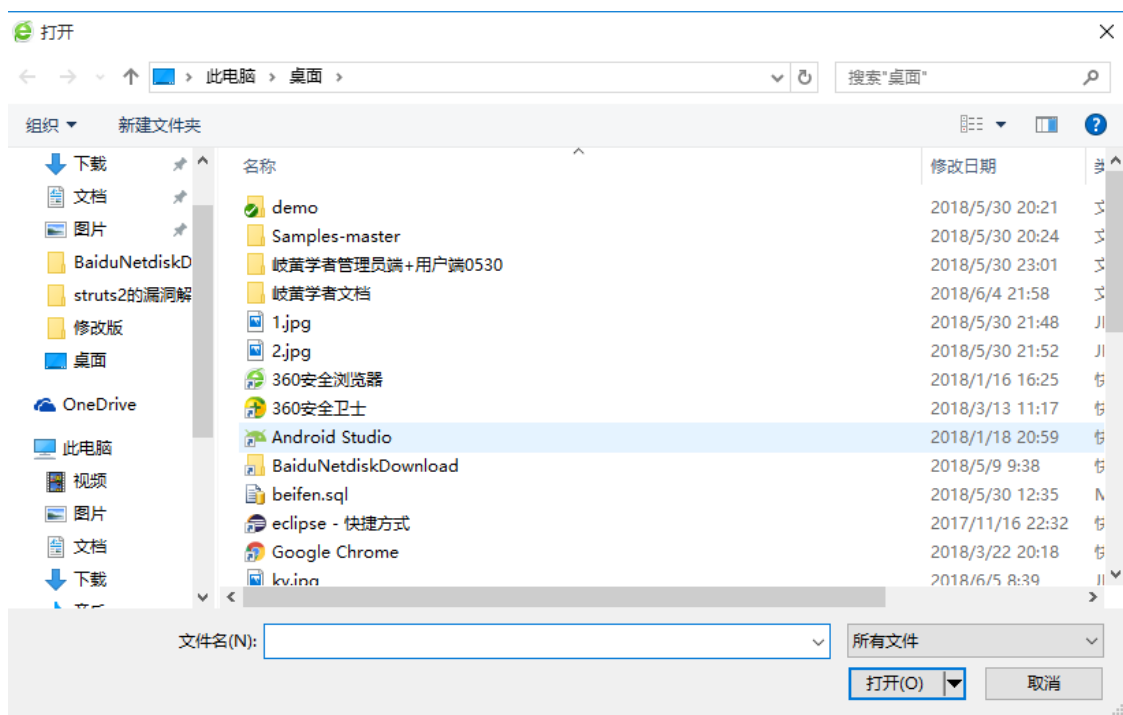 打开
此电脑 › 桌面 ›
搜索"桌面"
组织 新建文件夹
下载
文档
图片
BaiduNetdiskD
struts2的漏洞解
修改版
桌面
OneDrive
此电脑
视频
图片
文档
下载
名称 修改日期
demo 2018/5/30 20:21
Samples-master 2018/5/30 20:24
岐黄学者管理员端+用户端0530 2018/5/30 23:01
岐黄学者文档 2018/6/4 21:58
1.jpg 2018/5/30 21:48
2.jpg 2018/5/30 21:52
360安全浏览器 2018/1/16 16:25
360安全卫士 2018/3/13 11:17
Android Studio 2018/1/18 20:59
BaiduNetdiskDownload 2018/5/9 9:38
beifen.sql 2018/5/30 12:35
eclipse - 快捷方式 2017/11/16 22:32
Google Chrome 2018/3/22 20:18
2018/6/5 8:39
文件名(N):
所有文件
打开(O) 取消